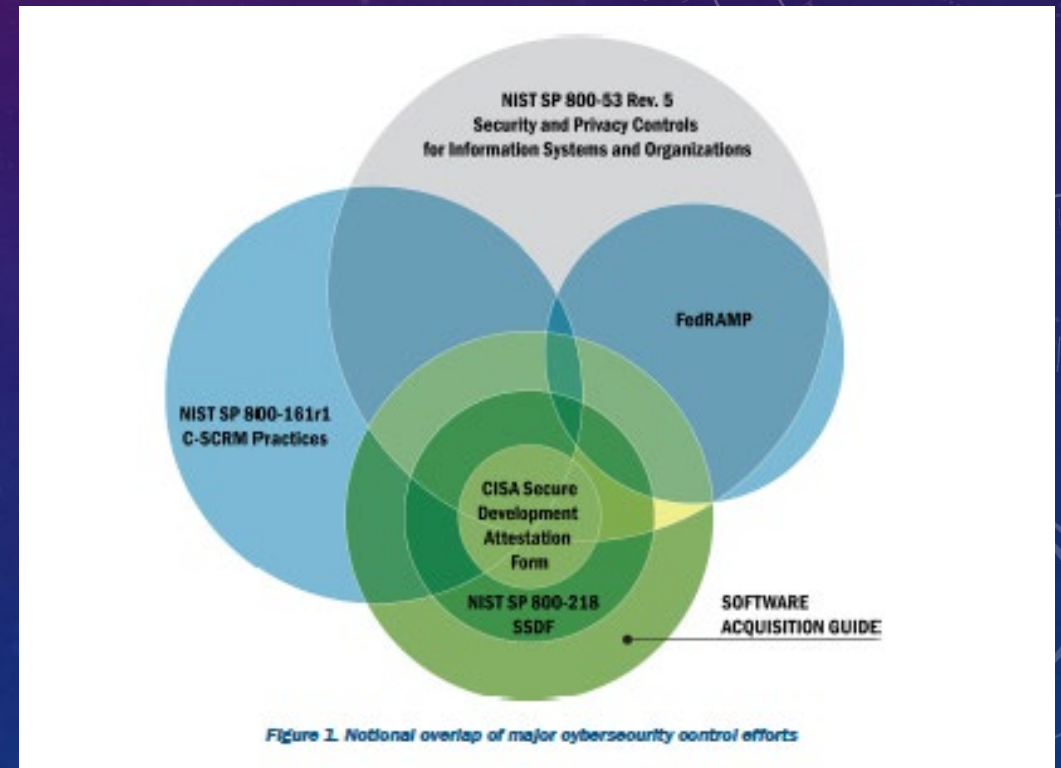 NIST SP 800-53 Rev. 5
Security and Privacy Controls
for Information Systems and Organizations
FedRAMP
NIST SP 800-161r1
C-SCRM Practices
CISA Secure
Development
Attestation
Form
NIST SP 800-218
SSDF
SOFTWARE
ACQUISITION GUIDE
Figure 1. Notional overlap of major cybersecurity control efforts